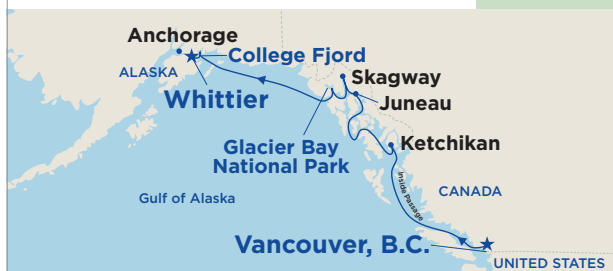 Anchorage
College Fjord
ALASKA
Whittier
Skagway
Juneau
Glacier Bay
National Park
Ketchikan
Inside Passage
Gulf of Alaska
CANADA
Vancouver, B.C.
UNITED STATES